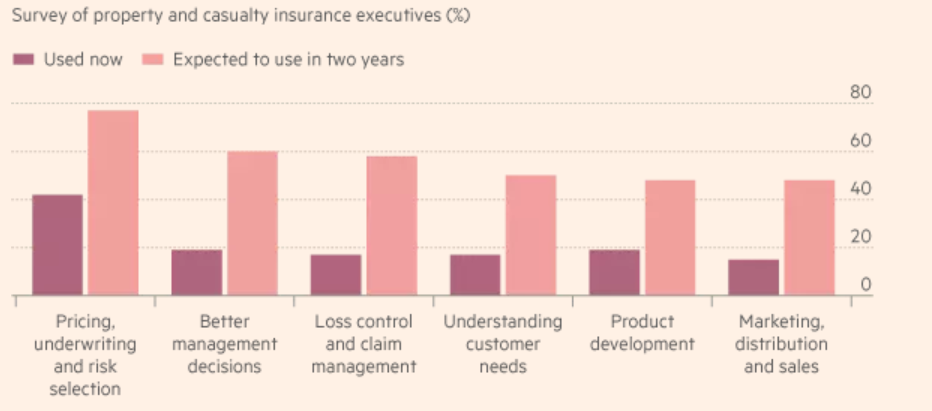 Survey of property and casualty insurance executives (%)
Used now
Expected to use in two years
80
60
40
20
0
Pricing,
underwriting
and risk
selection
Better
management
decisions
Loss control
and claim
management
Understanding
customer
needs
Product
development
Marketing,
distribution
and sales